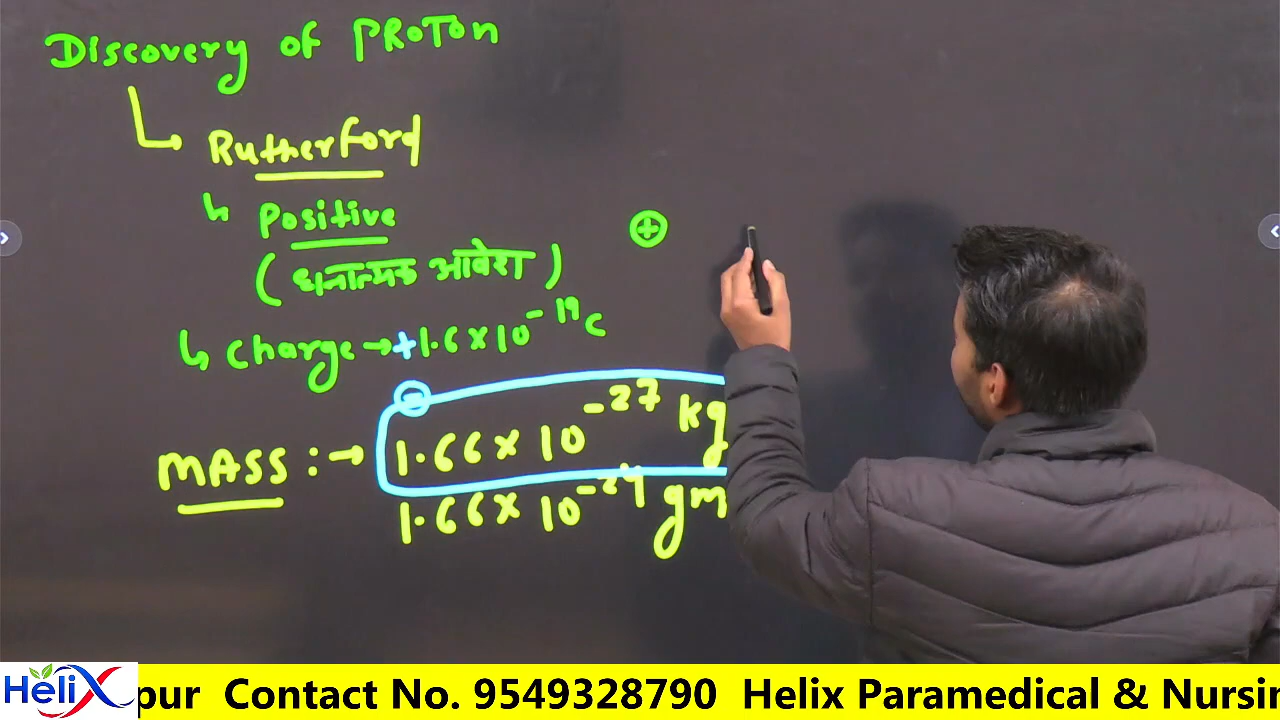 Discovery of PROTON
Rutherford
Positive
(धनात्मक आवेश)
charge → +1.6 × 10⁻¹⁹ C
+
MASS :→ 1.66 × 10⁻²⁷ kg
1.66 × 10⁻²⁴ gm
HeliX
pur Contact No. 9549328790 Helix Paramedical & Nursin